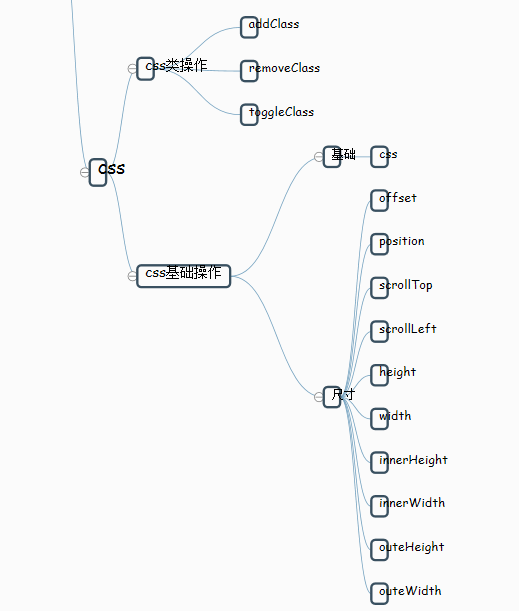 addClass
css类操作
removeClass
toggleClass
css
基础
css
offset
position
css基础操作
scrollTop
scrollLeft
height
尺寸
width
innerHeight
innerWidth
outeHeight
outeWidth